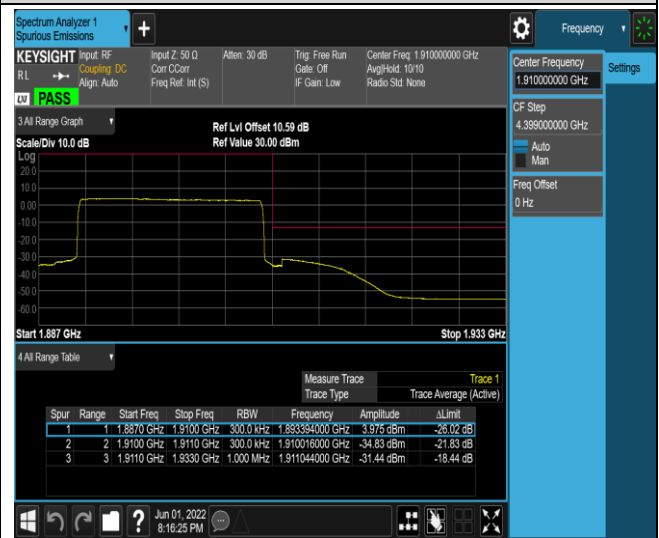 Spectrum Analyzer 1
Spurious Emissions
+
Frequency
KEYSIGHT Input: RF Input Z: 50 Ω Atten: 30 dB Trig: Free Run Center Freq: 1.910000000 GHz
RL Coupling: DC Corr CCorr Gate: Off Avg|Hold: 10/10
Align: Auto Freq Ref: Int (S) IF Gain: Low Radio Std: None
PASS
Center Frequency
1.910000000 GHz
Settings
CF Step
4.399000000 GHz
Auto
Man
Freq Offset
0 Hz
3 All Range Graph
Ref Lvl Offset 10.59 dB
Scale/Div 10.0 dB Ref Value 30.00 dBm
Log
20.0
10.0
0.00
-10.0
-20.0
-30.0
-40.0
-50.0
-60.0
Start 1.887 GHz Stop 1.933 GHz
4 All Range Table
Measure Trace Trace 1
Trace Type Trace Average (Active)
Spur Range Start Freq Stop Freq RBW Frequency Amplitude ΔLimit
1 1 1.8870 GHz 1.9100 GHz 300.0 kHz 1.893394000 GHz 3.975 dBm -26.02 dB
2 2 1.9100 GHz 1.9110 GHz 300.0 kHz 1.910016000 GHz -34.83 dBm -21.83 dB
3 3 1.9110 GHz 1.9330 GHz 1.000 MHz 1.911044000 GHz -31.44 dBm -18.44 dB
? Jun 01, 2022
8:16:25 PM